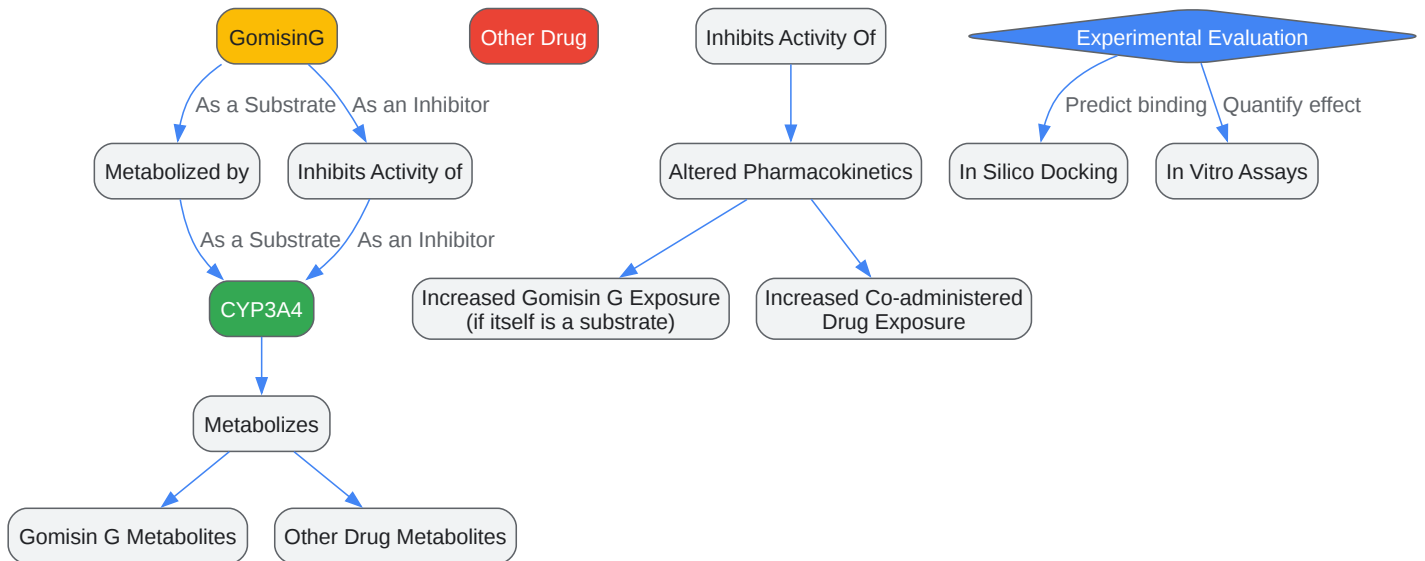 GomisinG
Other Drug
Inhibits Activity Of
Experimental Evaluation
As a Substrate
As an Inhibitor
Predict binding
Quantify effect
Metabolized by
Inhibits Activity of
Altered Pharmacokinetics
In Silico Docking
In Vitro Assays
As a Substrate
As an Inhibitor
CYP3A4
Increased Gomisin G Exposure
(if itself is a substrate)
Increased Co-administered
Drug Exposure
Metabolizes
Gomisin G Metabolites
Other Drug Metabolites